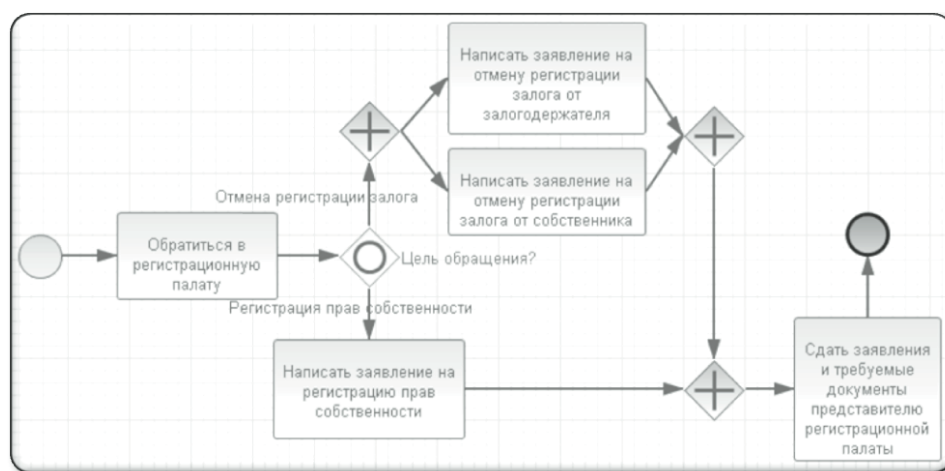 Написать заявление на
отмену регистрации
залога от
залогодержателя
Написать заявление на
отмену регистрации
залога от собственника
Отмена регистрации залога
Обратиться в
регистрационную
палату
Цель обращения?
Регистрация прав собственности
Написать заявление на
регистрацию прав
собственности
Сдать заявления
и требуемые
документы
представителю
регистрационной
палаты